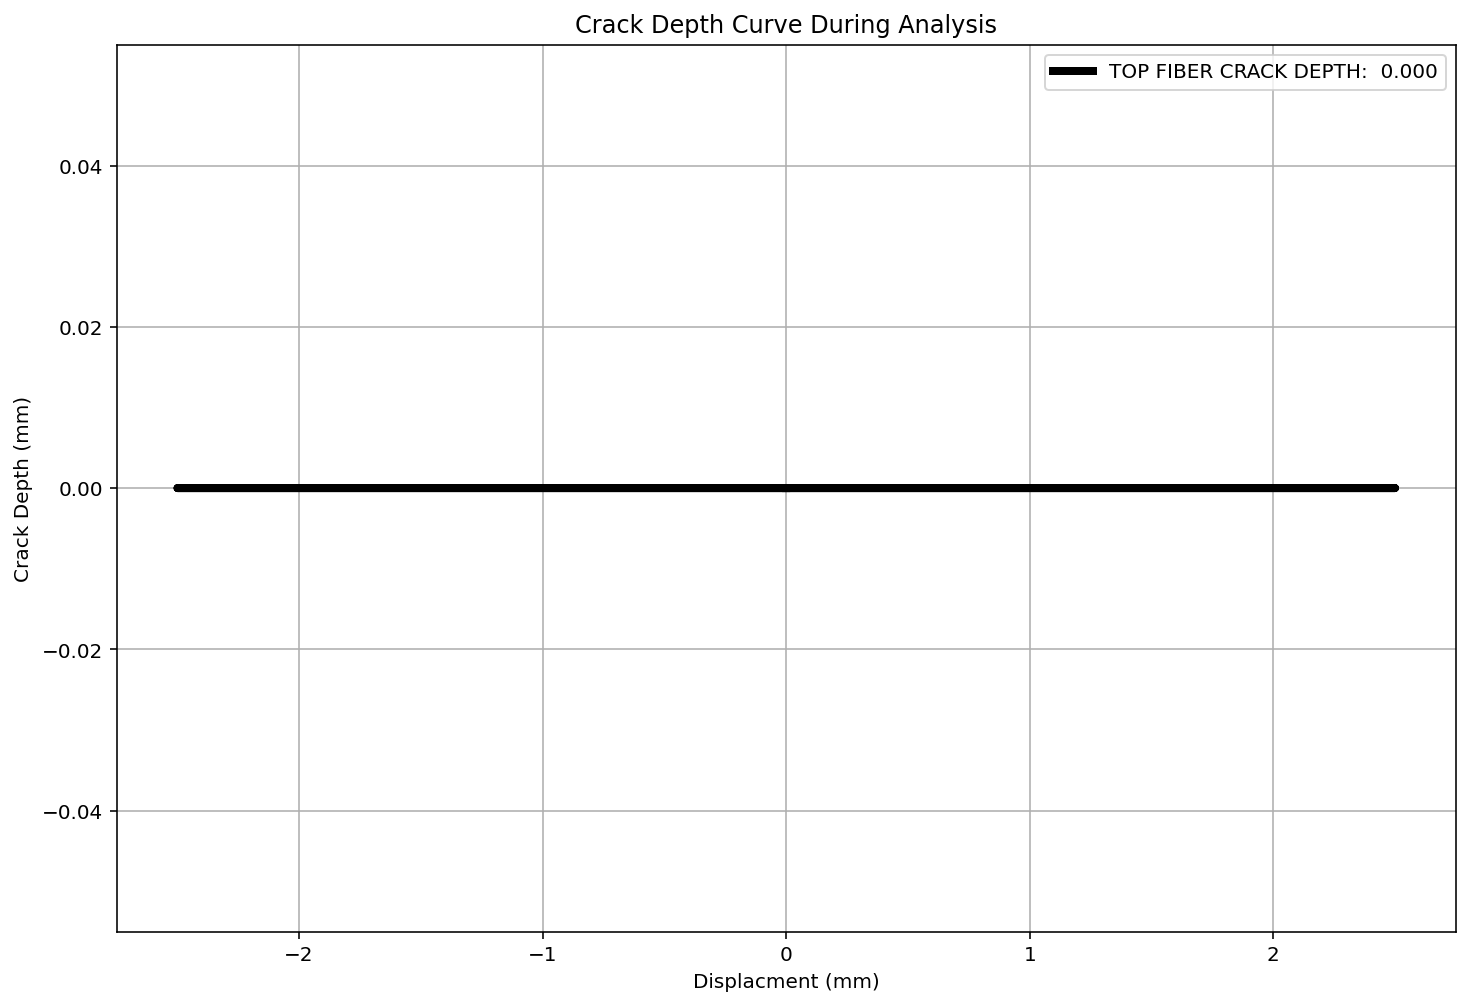 Crack Depth Curve During Analysis
TOP FIBER CRACK DEPTH:  0.000
0.04
0.02
0.00
−0.02
−0.04
Crack Depth (mm)
−2
−1
0
1
2
Displacment (mm)